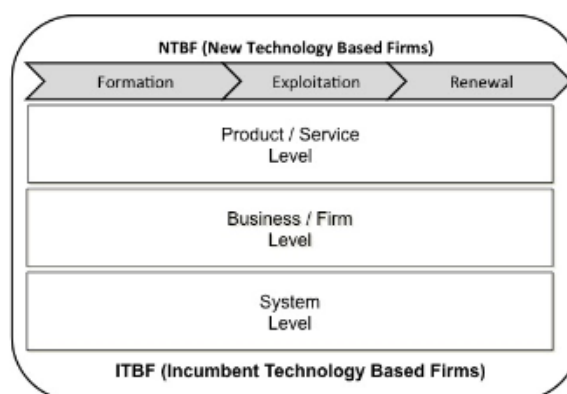 NTBF (New Technology Based Firms)
Formation Exploitation Renewal
Product / Service
Level
Business / Firm
Level
System
Level
ITBF (Incumbent Technology Based Firms)